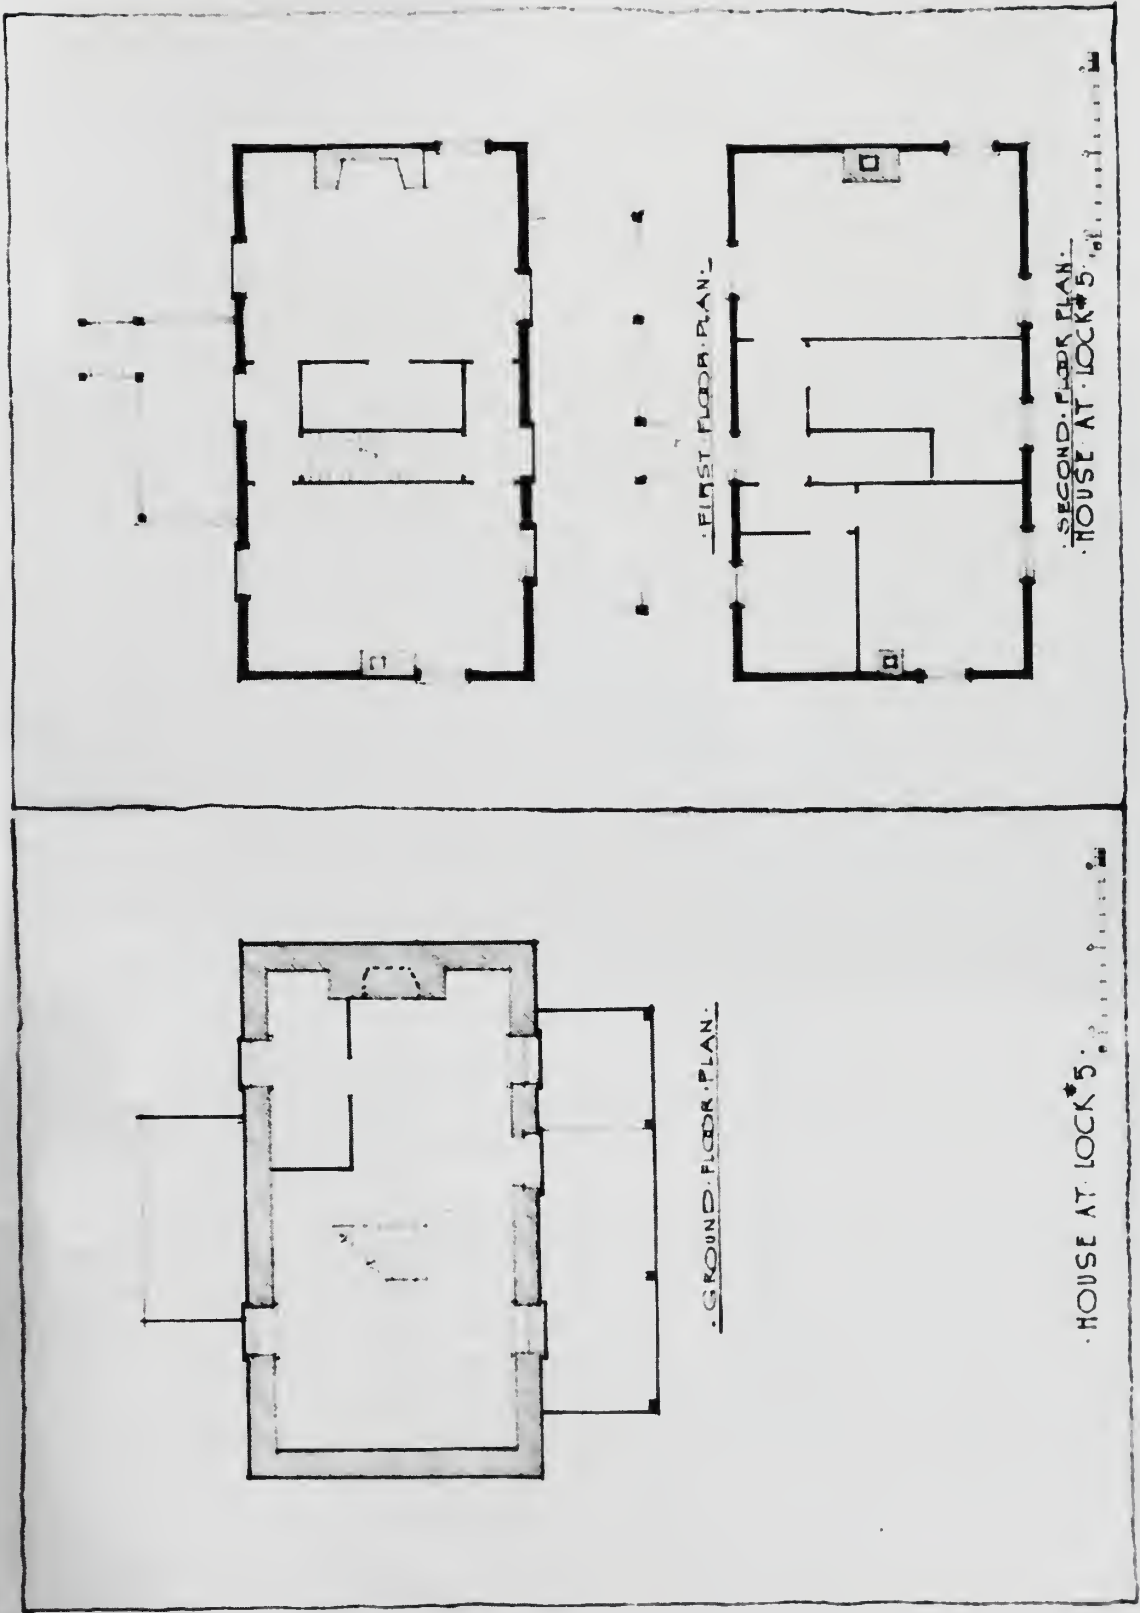 ·GROUND·FLOOR·PLAN·
·HOUSE AT·LOCK#5·
·FIRST·FLOOR·PLAN·
·SECOND·FLOOR PLAN·
·HOUSE AT·LOCK#5·